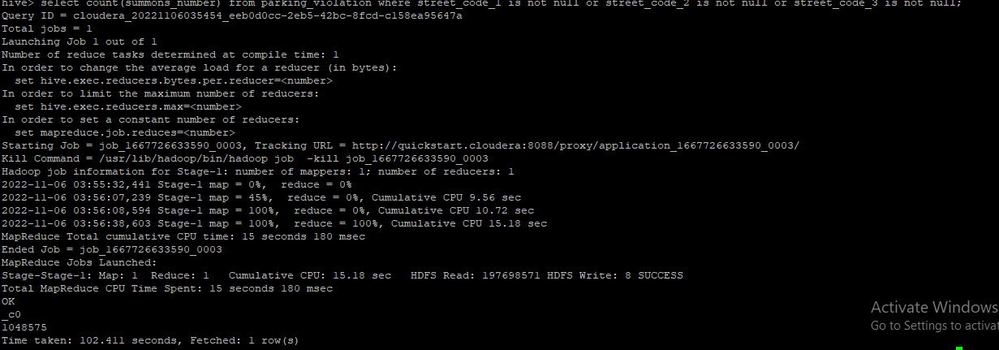 hive> select count(summons_number) from parking_violation where street_code_1 is not null or street_code_2 is not null or street_code_3 is not null;
Query ID = cloudera_20221106035454_eeb0d0cc-2eb5-42bc-8fcd-c158ea95647a
Total jobs = 1
Launching Job 1 out of 1
Number of reduce tasks determined at compile time: 1
In order to change the average load for a reducer (in bytes):
  set hive.exec.reducers.bytes.per.reducer=<number>
In order to limit the maximum number of reducers:
  set hive.exec.reducers.max=<number>
In order to set a constant number of reducers:
  set mapreduce.job.reduces=<number>
Starting Job = job_1667726633590_0003, Tracking URL = http://quickstart.cloudera:8088/proxy/application_1667726633590_0003/
Kill Command = /usr/lib/hadoop/bin/hadoop job  -kill job_1667726633590_0003
Hadoop job information for Stage-1: number of mappers: 1; number of reducers: 1
2022-11-06 03:55:32,441 Stage-1 map = 0%,  reduce = 0%
2022-11-06 03:56:07,239 Stage-1 map = 45%,  reduce = 0%, Cumulative CPU 9.56 sec
2022-11-06 03:56:08,594 Stage-1 map = 100%,  reduce = 0%, Cumulative CPU 10.72 sec
2022-11-06 03:56:38,603 Stage-1 map = 100%,  reduce = 100%, Cumulative CPU 15.18 sec
MapReduce Total cumulative CPU time: 15 seconds 180 msec
Ended Job = job_1667726633590_0003
MapReduce Jobs Launched:
Stage-Stage-1: Map: 1  Reduce: 1   Cumulative CPU: 15.18 sec   HDFS Read: 197698571 HDFS Write: 8 SUCCESS
Total MapReduce CPU Time Spent: 15 seconds 180 msec
OK
_c0
1048575
Time taken: 102.411 seconds, Fetched: 1 row(s)
Activate Windows
Go to Settings to activat